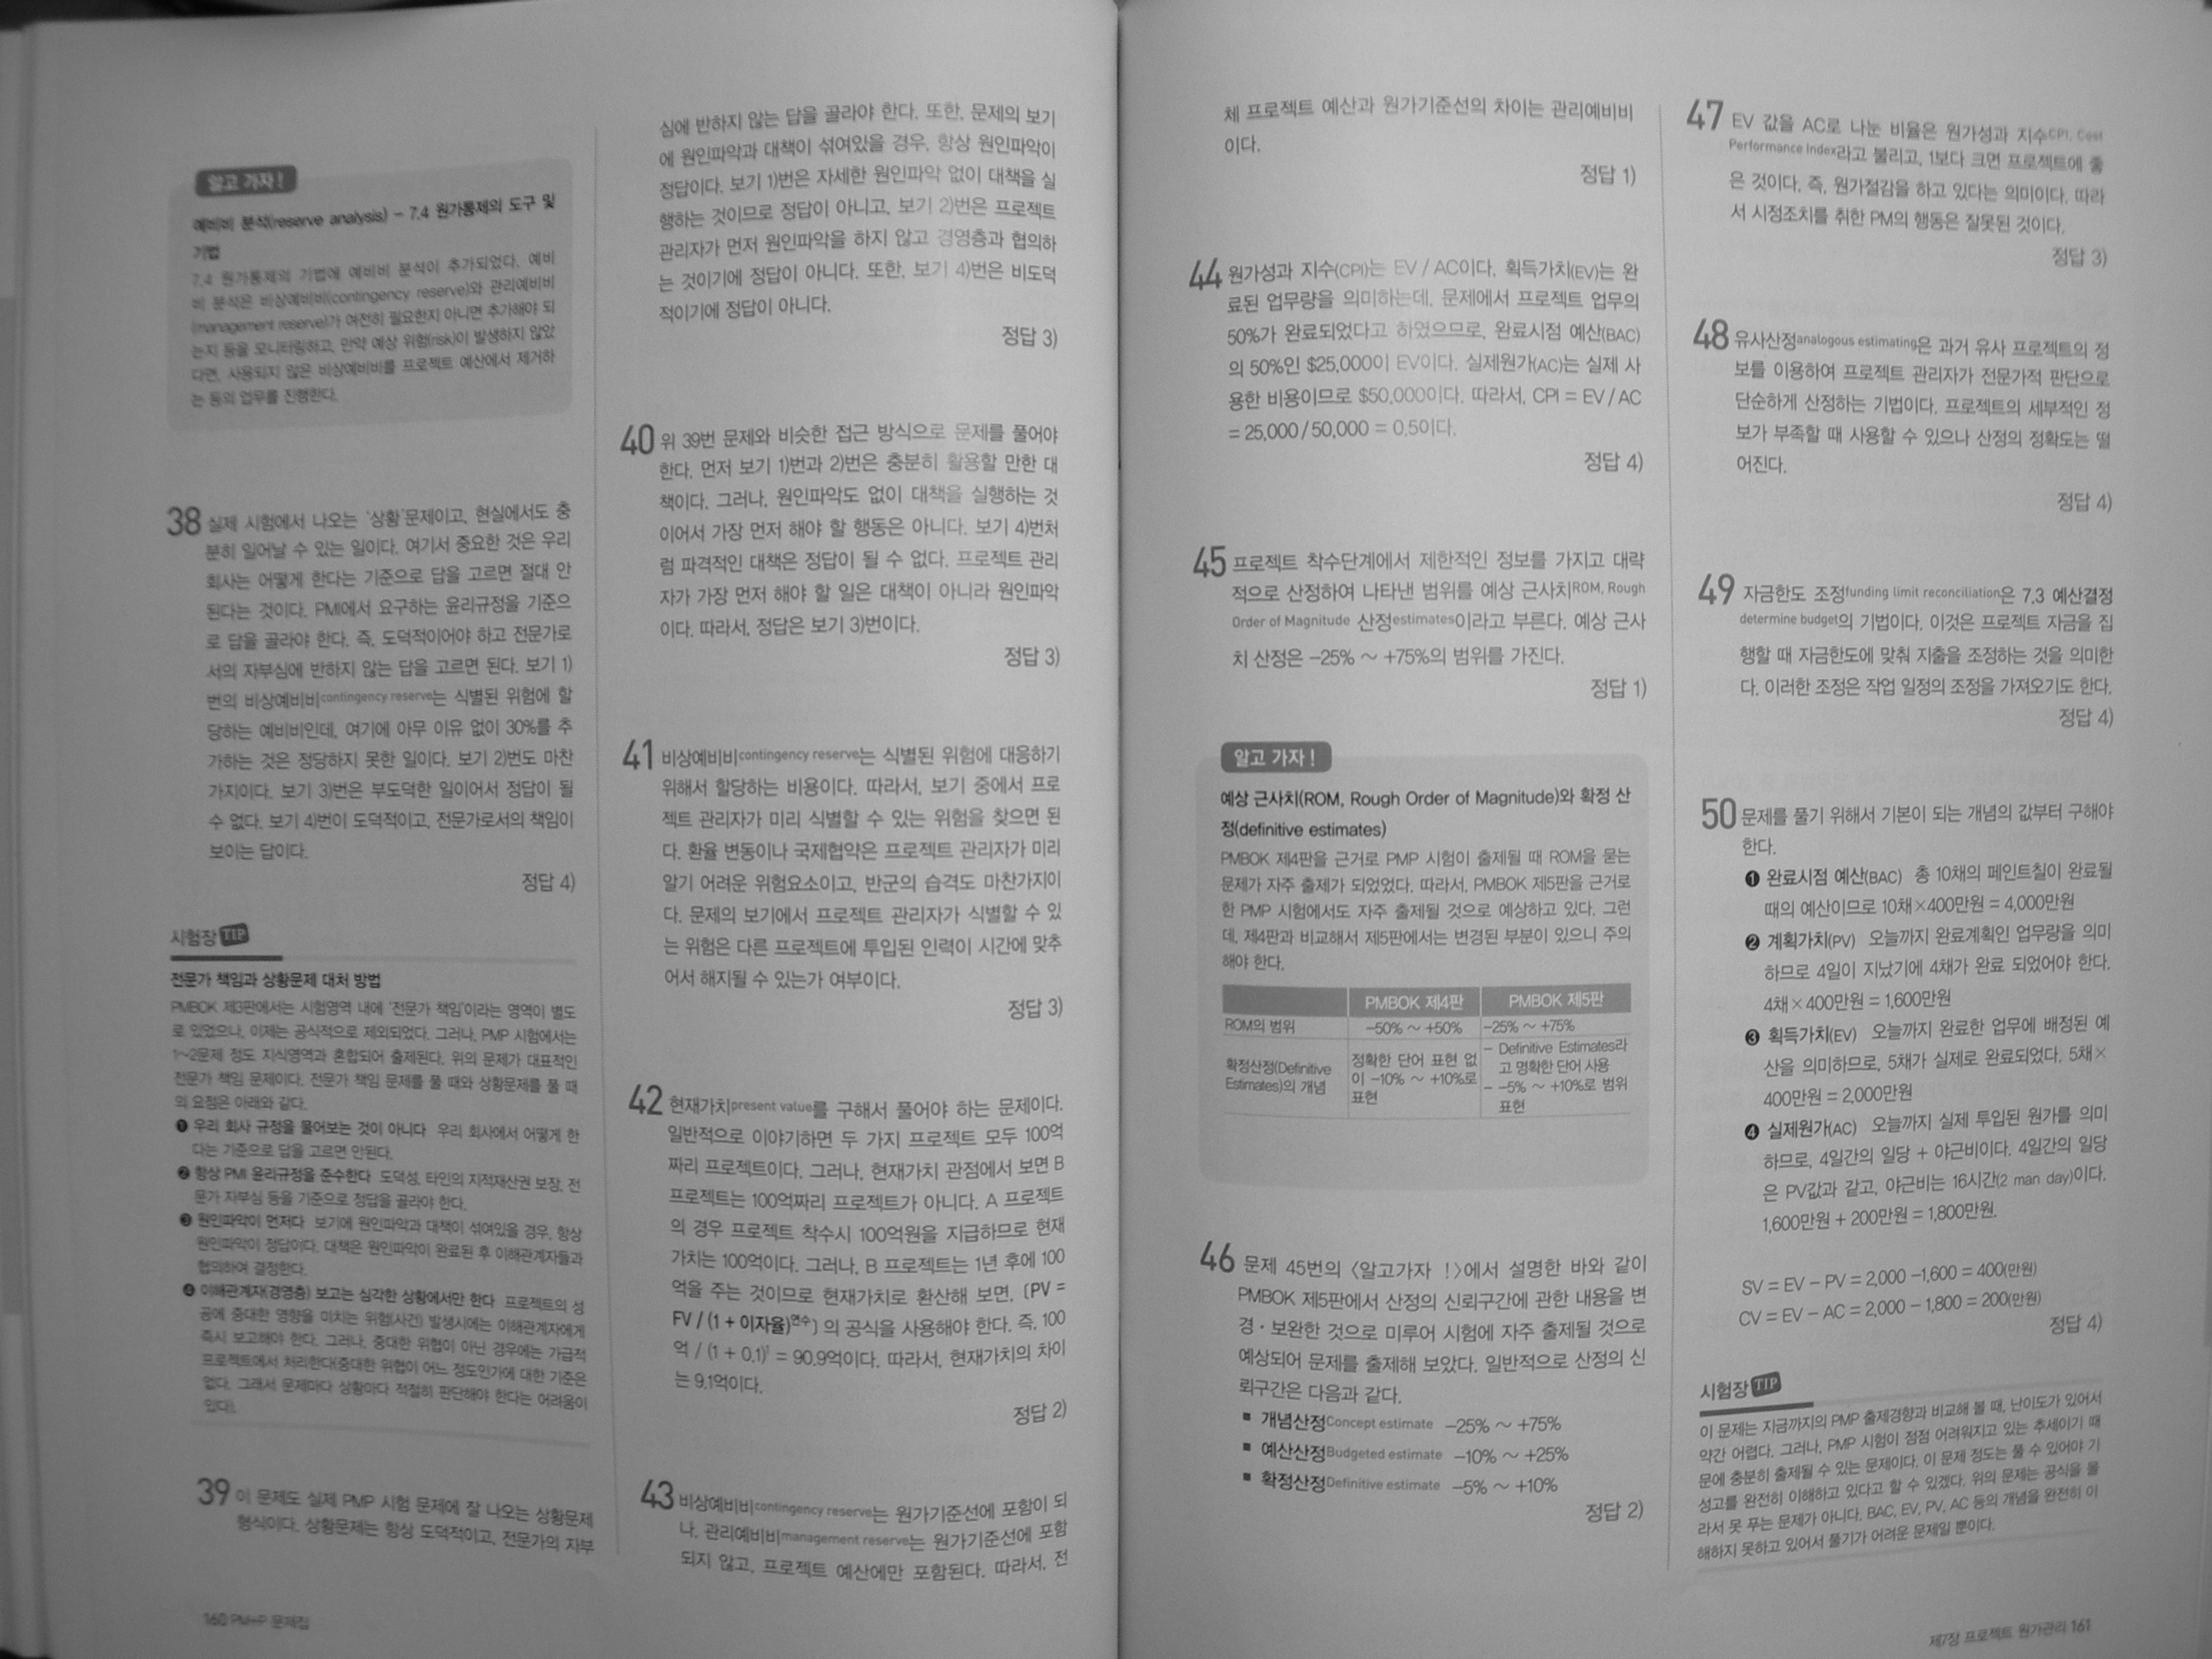 알고 가자 !
예비비 분석(reserve analysis) – 7.4 원가통제의 도구 및
기법
7.4 원가통제의 기법에 예비비 분석이 추가되었다. 예비
비 분석은 비상예비비(contingency reserve)와 관리예비비
(management reserve)가 여전히 필요한지 아니면 추가해야 되
는지 등을 모니터링하고, 만약 예상 위험(risk)이 발생하지 않았
다면, 사용되지 않은 비상예비비를 프로젝트 예산에서 제거하
는 등의 업무를 진행한다.
38 실제 시험에서 나오는 ‘상황’문제이고, 현실에서도 충
분히 일어날 수 있는 일이다. 여기서 중요한 것은 우리
회사는 어떻게 한다는 기준으로 답을 고르면 절대 안
된다는 것이다. PMI에서 요구하는 윤리규정을 기준으
로 답을 골라야 한다. 즉, 도덕적이어야 하고 전문가로
서의 자부심에 반하지 않는 답을 고르면 된다. 보기 1)
번의 비상예비비contingency reserve는 식별된 위험에 할
당하는 예비비인데, 여기에 아무 이유 없이 30%를 추
가하는 것은 정당하지 못한 일이다. 보기 2)번도 마찬
가지이다. 보기 3)번은 부도덕한 일이어서 정답이 될
수 없다. 보기 4)번이 도덕적이고, 전문가로서의 책임이
보이는 답이다.
정답 4)
시험장 TIP
전문가 책임과 상황문제 대처 방법
PMBOK 제3판에서는 시험영역 내에 ‘전문가 책임’이라는 영역이 별도
로 있었으나, 이제는 공식적으로 제외되었다. 그러나, PMP 시험에서는
1~2문제 정도 지식영역과 혼합되어 출제된다. 위의 문제가 대표적인
전문가 책임 문제이다. 전문가 책임 문제를 풀 때와 상황문제를 풀 때
의 요점은 아래와 같다.
❶ 우리 회사 규정을 물어보는 것이 아니다 우리 회사에서 어떻게 한
다는 기준으로 답을 고르면 안된다.
❷ 항상 PMI 윤리규정을 준수한다 도덕성, 타인의 지적재산권 보장, 전
문가 자부심 등을 기준으로 정답을 골라야 한다.
❸ 원인파악이 먼저다 보기에 원인파악과 대책이 섞여있을 경우, 항상
원인파악이 정답이다. 대책은 원인파악이 완료된 후 이해관계자들과
협의하여 결정한다.
❹ 이해관계자(경영층) 보고는 심각한 상황에서만 한다 프로젝트의 성
공에 중대한 영향을 미치는 위험(사건) 발생시에는 이해관계자에게
즉시 보고해야 한다. 그러나, 중대한 위협이 아닌 경우에는 가급적
프로젝트에서 처리한다(중대한 위협이 어느 정도인가에 대한 기준은
없다. 그래서 문제마다 상황마다 적절히 판단해야 한다는 어려움이
있다).
39 이 문제도 실제 PMP 시험 문제에 잘 나오는 상황문제
형식이다. 상황문제는 항상 도덕적이고, 전문가의 자부
160 PM+P 문제집
심에 반하지 않는 답을 골라야 한다. 또한, 문제의 보기
에 원인파악과 대책이 섞여있을 경우, 항상 원인파악이
정답이다. 보기 1)번은 자세한 원인파악 없이 대책을 실
행하는 것이므로 정답이 아니고, 보기 2)번은 프로젝트
관리자가 먼저 원인파악을 하지 않고 경영층과 협의하
는 것이기에 정답이 아니다. 또한, 보기 4)번은 비도덕
적이기에 정답이 아니다.
정답 3)
40 위 39번 문제와 비슷한 접근 방식으로 문제를 풀어야
한다. 먼저 보기 1)번과 2)번은 충분히 활용할 만한 대
책이다. 그러나, 원인파악도 없이 대책을 실행하는 것
이어서 가장 먼저 해야 할 행동은 아니다. 보기 4)번처
럼 파격적인 대책은 정답이 될 수 없다. 프로젝트 관리
자가 가장 먼저 해야 할 일은 대책이 아니라 원인파악
이다. 따라서, 정답은 보기 3)번이다.
정답 3)
41 비상예비비contingency reserve는 식별된 위험에 대응하기
위해서 할당하는 비용이다. 따라서, 보기 중에서 프로
젝트 관리자가 미리 식별할 수 있는 위험을 찾으면 된
다. 환율 변동이나 국제협약은 프로젝트 관리자가 미리
알기 어려운 위험요소이고, 반군의 습격도 마찬가지이
다. 문제의 보기에서 프로젝트 관리자가 식별할 수 있
는 위험은 다른 프로젝트에 투입된 인력이 시간에 맞추
어서 해지될 수 있는가 여부이다.
정답 3)
42 현재가치present value를 구해서 풀어야 하는 문제이다.
일반적으로 이야기하면 두 가지 프로젝트 모두 100억
짜리 프로젝트이다. 그러나, 현재가치 관점에서 보면 B
프로젝트는 100억짜리 프로젝트가 아니다. A 프로젝트
의 경우 프로젝트 착수시 100억원을 지급하므로 현재
가치는 100억이다. 그러나, B 프로젝트는 1년 후에 100
억을 주는 것이므로 현재가치로 환산해 보면, (PV =
FV / (1 + 이자율)연수) 의 공식을 사용해야 한다. 즉, 100
억 / (1 + 0.1)¹ = 90.9억이다. 따라서, 현재가치의 차이
는 9.1억이다.
정답 2)
43 비상예비비contingency reserve는 원가기준선에 포함이 되
나, 관리예비비management reserve는 원가기준선에 포함
되지 않고, 프로젝트 예산에만 포함된다. 따라서, 전
체 프로젝트 예산과 원가기준선의 차이는 관리예비비
이다.
정답 1)
44 원가성과 지수(CPI)는 EV / AC이다. 획득가치(EV)는 완
료된 업무량을 의미하는데, 문제에서 프로젝트 업무의
50%가 완료되었다고 하였으므로, 완료시점 예산(BAC)
의 50%인 $25,000이 EV이다. 실제원가(AC)는 실제 사
용한 비용이므로 $50,000이다. 따라서, CPI = EV / AC
= 25,000 / 50,000 = 0.5이다.
정답 4)
45 프로젝트 착수단계에서 제한적인 정보를 가지고 대략
적으로 산정하여 나타낸 범위를 예상 근사치ROM, Rough
Order of Magnitude 산정estimates이라고 부른다. 예상 근사
치 산정은 –25% ~ +75%의 범위를 가진다.
정답 1)
알고 가자 !
예상 근사치(ROM, Rough Order of Magnitude)와 확정 산
정(definitive estimates)
PMBOK 제4판을 근거로 PMP 시험이 출제될 때 ROM을 묻는
문제가 자주 출제가 되었었다. 따라서, PMBOK 제5판을 근거로
한 PMP 시험에서도 자주 출제될 것으로 예상하고 있다. 그런
데, 제4판과 비교해서 제5판에서는 변경된 부분이 있으니 주의
해야 한다.
PMBOK 제4판 PMBOK 제5판
ROM의 범위 –50% ~ +50% –25% ~ +75%
확정산정(Definitive
Estimates)의 개념
정확한 단어 표현 없
이 –10% ~ +10%로
표현
– Definitive Estimates라
고 명확한 단어 사용
– –5% ~ +10%로 범위
표현
46 문제 45번의 〈알고가자 !〉에서 설명한 바와 같이
PMBOK 제5판에서 산정의 신뢰구간에 관한 내용을 변
경·보완한 것으로 미루어 시험에 자주 출제될 것으로
예상되어 문제를 출제해 보았다. 일반적으로 산정의 신
뢰구간은 다음과 같다.
▪ 개념산정Concept estimate –25% ~ +75%
▪ 예산산정Budgeted estimate –10% ~ +25%
▪ 확정산정Definitive estimate –5% ~ +10%
정답 2)
47 EV 값을 AC로 나눈 비율은 원가성과 지수CPI, Cost
Performance Index라고 불리고, 1보다 크면 프로젝트에 좋
은 것이다. 즉, 원가절감을 하고 있다는 의미이다. 따라
서 시정조치를 취한 PM의 행동은 잘못된 것이다.
정답 3)
48 유사산정analogous estimating은 과거 유사 프로젝트의 정
보를 이용하여 프로젝트 관리자가 전문가적 판단으로
단순하게 산정하는 기법이다. 프로젝트의 세부적인 정
보가 부족할 때 사용할 수 있으나 산정의 정확도는 떨
어진다.
정답 4)
49 자금한도 조정funding limit reconciliation은 7.3 예산결정
determine budget의 기법이다. 이것은 프로젝트 자금을 집
행할 때 자금한도에 맞춰 지출을 조정하는 것을 의미한
다. 이러한 조정은 작업 일정의 조정을 가져오기도 한다.
정답 4)
50 문제를 풀기 위해서 기본이 되는 개념의 값부터 구해야
한다.
❶ 완료시점 예산(BAC) 총 10채의 페인트칠이 완료될
때의 예산이므로 10채×400만원 = 4,000만원
❷ 계획가치(PV) 오늘까지 완료계획인 업무량을 의미
하므로 4일이 지났기에 4채가 완료 되었어야 한다.
4채×400만원 = 1,600만원
❸ 획득가치(EV) 오늘까지 완료한 업무에 배정된 예
산을 의미하므로, 5채가 실제로 완료되었다. 5채×
400만원 = 2,000만원
❹ 실제원가(AC) 오늘까지 실제 투입된 원가를 의미
하므로, 4일간의 일당 + 야근비이다. 4일간의 일당
은 PV값과 같고, 야근비는 16시간(2 man day)이다.
1,600만원 + 200만원 = 1,800만원.
SV = EV – PV = 2,000 –1,600 = 400(만원)
CV = EV – AC = 2,000 – 1,800 = 200(만원)
정답 4)
시험장 TIP
이 문제는 지금까지의 PMP 출제경향과 비교해 볼 때, 난이도가 있어서
약간 어렵다. 그러나, PMP 시험이 점점 어려워지고 있는 추세이기 때
문에 충분히 출제될 수 있는 문제이다. 이 문제 정도는 풀 수 있어야 기
성고를 완전히 이해하고 있다고 할 수 있겠다. 위의 문제는 공식을 몰
라서 못 푸는 문제가 아니다. BAC, EV, PV, AC 등의 개념을 완전히 이
해하지 못하고 있어서 풀기가 어려운 문제일 뿐이다.
제7장 프로젝트 원가관리 161